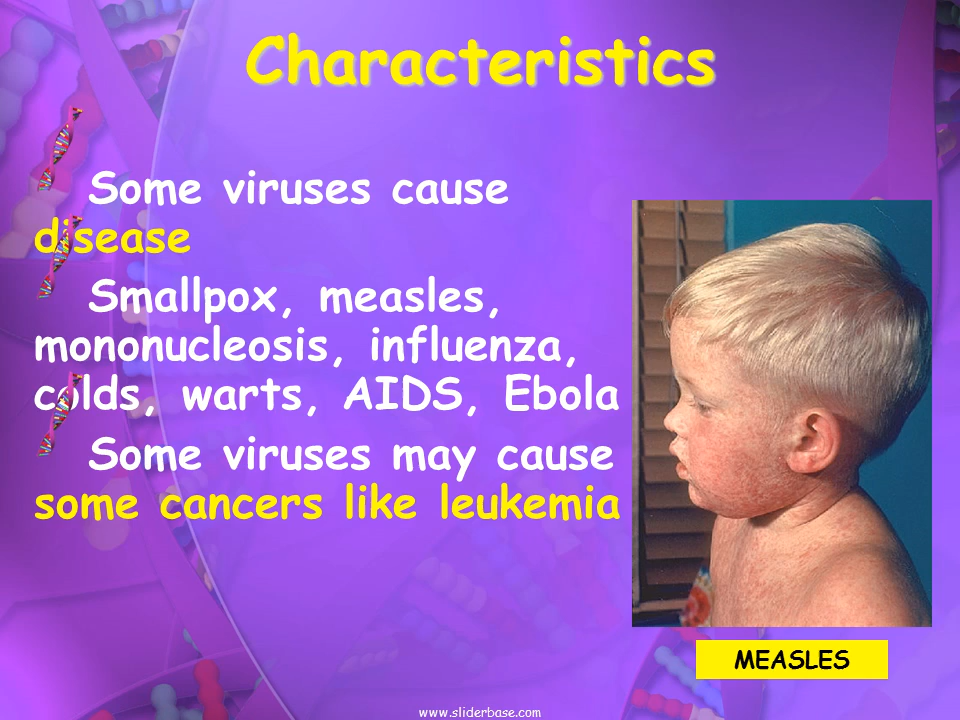 Characteristics
Some viruses cause
disease
Smallpox, measles,
mononucleosis, influenza,
colds, warts, AIDS, Ebola
Some viruses may cause
some cancers like leukemia
MEASLES
www.sliderbase.com